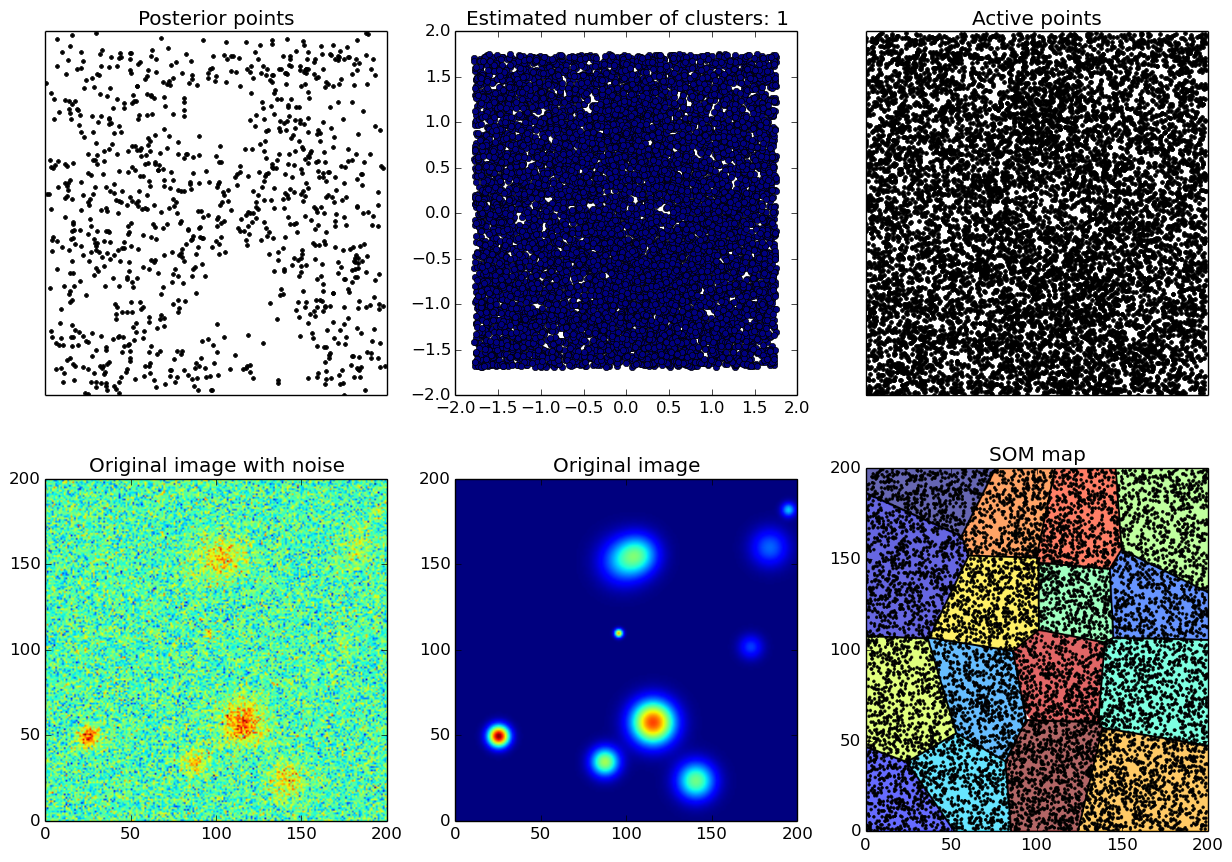 Posterior points
Estimated number of clusters: 1
Active points
2.0
1.5
1.0
0.5
0.0
−0.5
−1.0
−1.5
−2.0
−2.0 −1.5 −1.0 −0.5 0.0 0.5 1.0 1.5 2.0
Original image with noise
Original image
SOM map
200
150
100
50
0
0 50 100 150 200
200
150
100
50
0
0 50 100 150 200
200
150
100
50
0
0 50 100 150 200